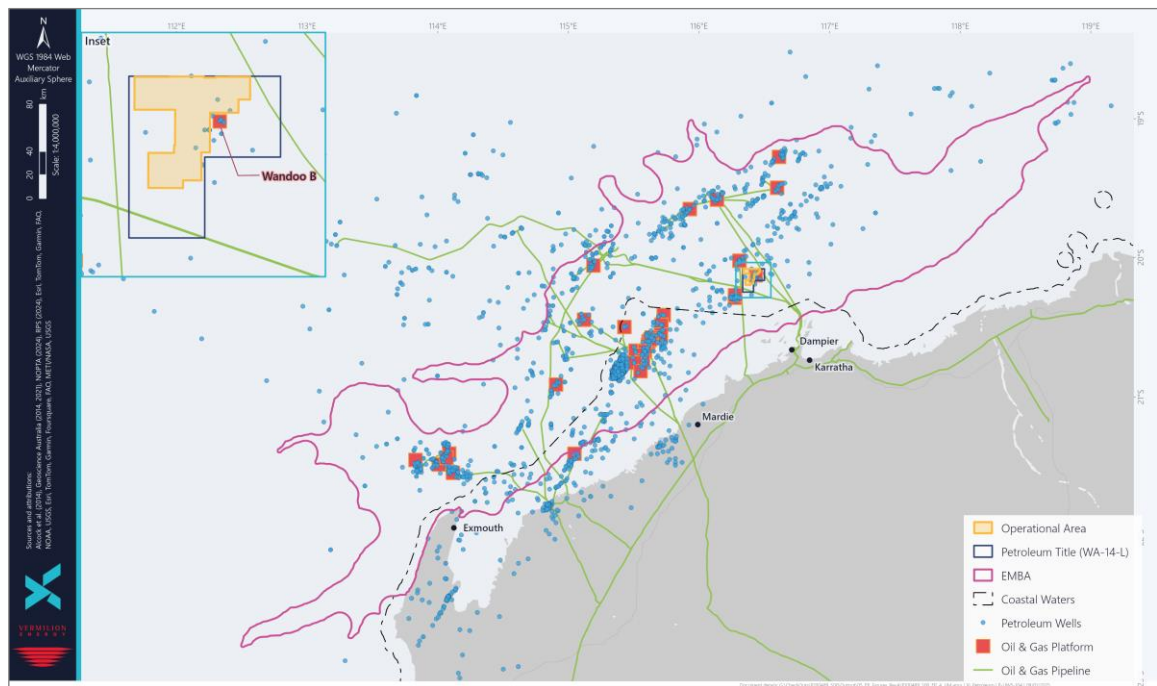 N
WGS 1984 Web
Mercator
Auxiliary Sphere
km
80
40
20
0
Scale: 1:4,000,000
Sources and attributions:
Alcock et al. (2014), Geoscience Australia (2014, 2021), NOPTA (2024), RPS (2024), Esri, TomTom, Garmin, FAO,
NOAA, USGS, Esri, TomTom, Garmin, Foursquare, FAO, MET/NASA, USGS
VERMILION
ENERGY
112°E
113°E
114°E
115°E
116°E
117°E
118°E
119°E
Inset
Wandoo B
19°S
20°S
21°S
Dampier
Karratha
Mardie
Exmouth
Operational Area
Petroleum Title (WA-14-L)
EMBA
Coastal Waters
Petroleum Wells
Oil & Gas Platform
Oil & Gas Pipeline